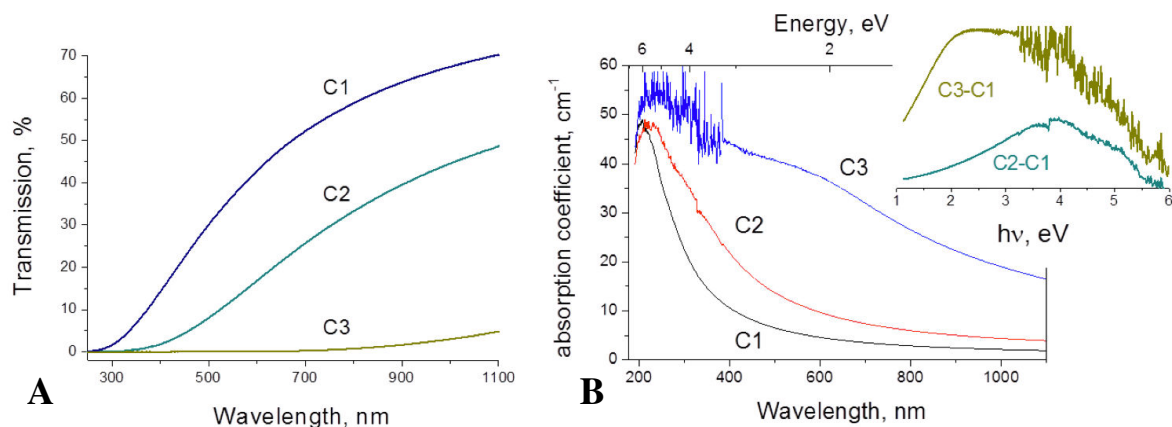 Transmission, %
70
60
50
40
30
20
10
0
C1
C2
C3
300 500 700 900 1100
Wavelength, nm
A
Energy, eV
6 4 2
absorption coefficient, cm⁻¹
60
50
40
30
20
10
0
C3
C2
C1
200 400 600 800 1000
Wavelength, nm
B
C3-C1
C2-C1
1 2 3 4 5 6
hν, eV